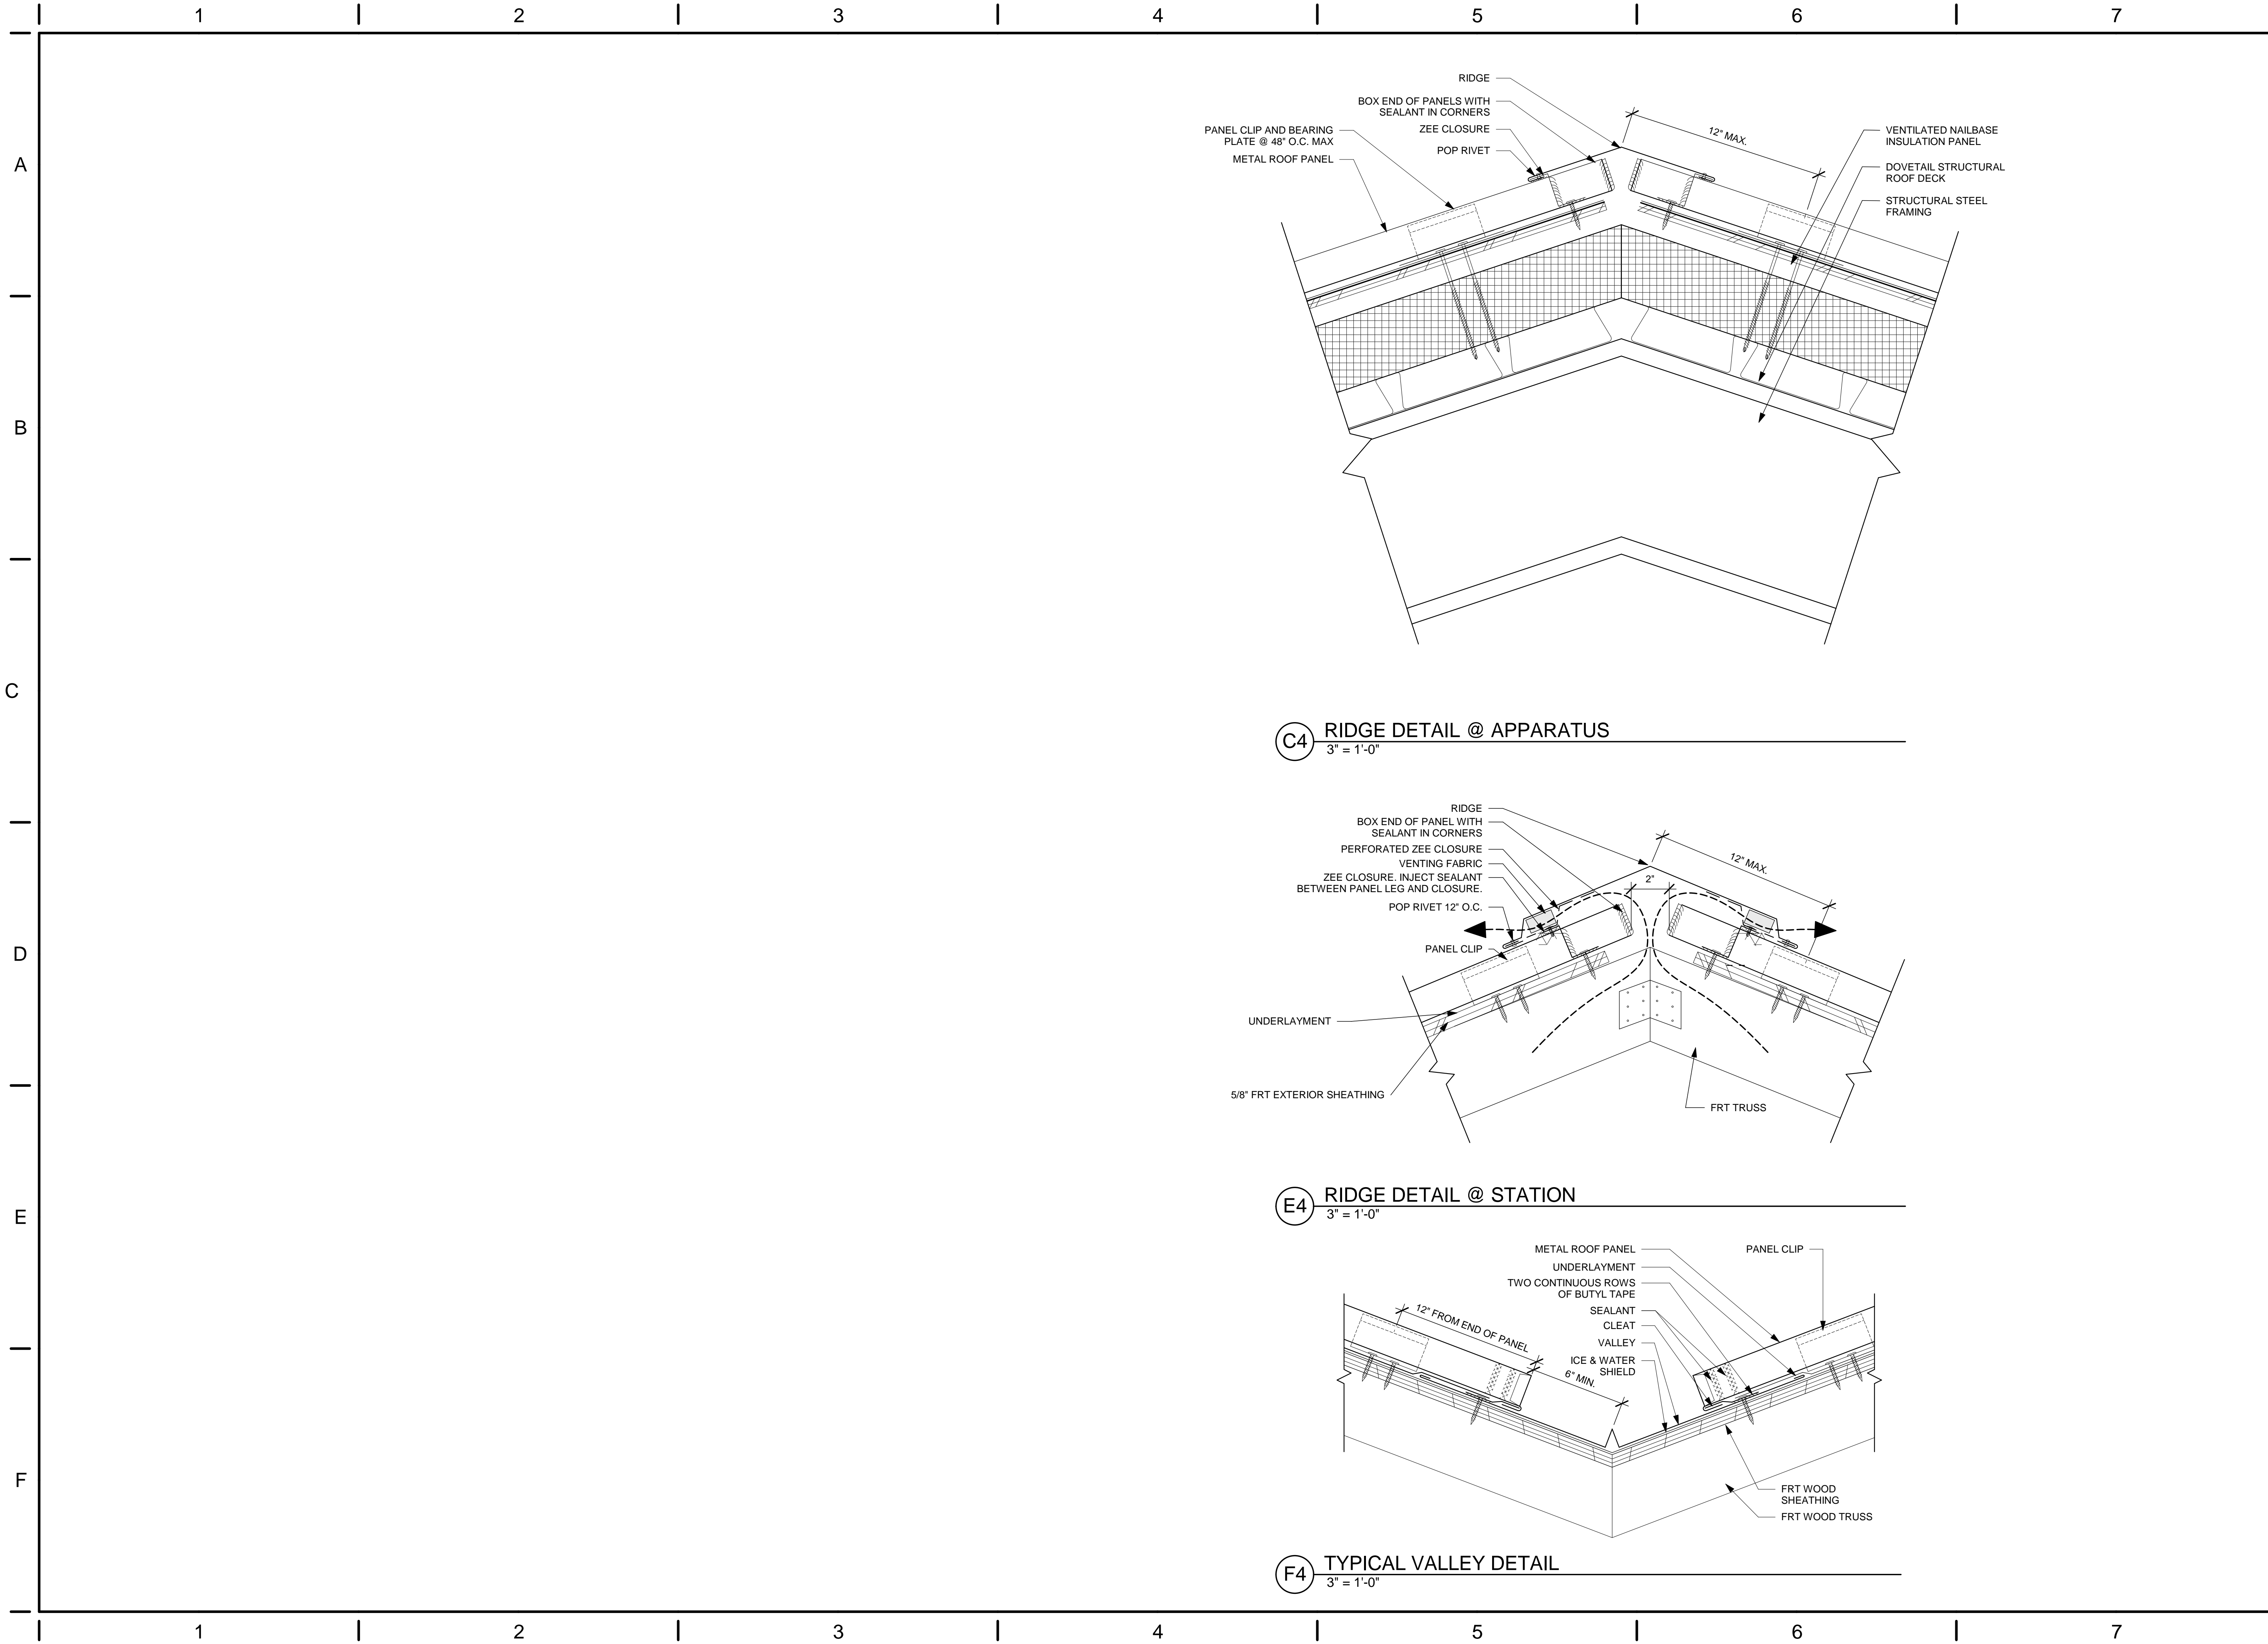 1 2 3 4 5 6 7
A
B
C
D
E
F
RIDGE
BOX END OF PANELS WITH
SEALANT IN CORNERS
ZEE CLOSURE
POP RIVET
PANEL CLIP AND BEARING
PLATE @ 48" O.C. MAX
METAL ROOF PANEL
12" MAX.
VENTILATED NAILBASE
INSULATION PANEL
DOVETAIL STRUCTURAL
ROOF DECK
STRUCTURAL STEEL
FRAMING
C4 RIDGE DETAIL @ APPARATUS
3" = 1'-0"
RIDGE
BOX END OF PANEL WITH
SEALANT IN CORNERS
PERFORATED ZEE CLOSURE
VENTING FABRIC
ZEE CLOSURE. INJECT SEALANT
BETWEEN PANEL LEG AND CLOSURE.
POP RIVET 12" O.C.
PANEL CLIP
UNDERLAYMENT
5/8" FRT EXTERIOR SHEATHING
12" MAX.
2"
FRT TRUSS
E4 RIDGE DETAIL @ STATION
3" = 1'-0"
METAL ROOF PANEL
UNDERLAYMENT
TWO CONTINUOUS ROWS
OF BUTYL TAPE
SEALANT
CLEAT
VALLEY
ICE & WATER
SHIELD
PANEL CLIP
12" FROM END OF PANEL
6" MIN.
FRT WOOD
SHEATHING
FRT WOOD TRUSS
F4 TYPICAL VALLEY DETAIL
3" = 1'-0"
1 2 3 4 5 6 7